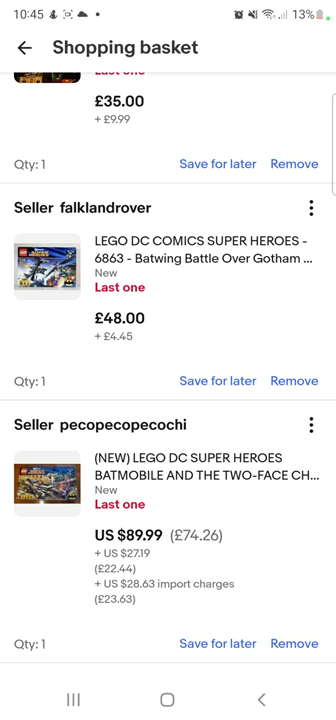 10:45
13%
Shopping basket
Last one
£35.00
+ £9.99
Qty: 1 Save for later Remove
Seller falklandrover
LEGO DC COMICS SUPER HEROES -
6863 - Batwing Battle Over Gotham ...
New
Last one
£48.00
+ £4.45
Qty: 1 Save for later Remove
Seller pecopecopecochi
(NEW) LEGO DC SUPER HEROES
BATMOBILE AND THE TWO-FACE CH...
New
Last one
US $89.99 (£74.26)
+ US $27.19
(£22.44)
+ US $28.63 import charges
(£23.63)
Qty: 1 Save for later Remove